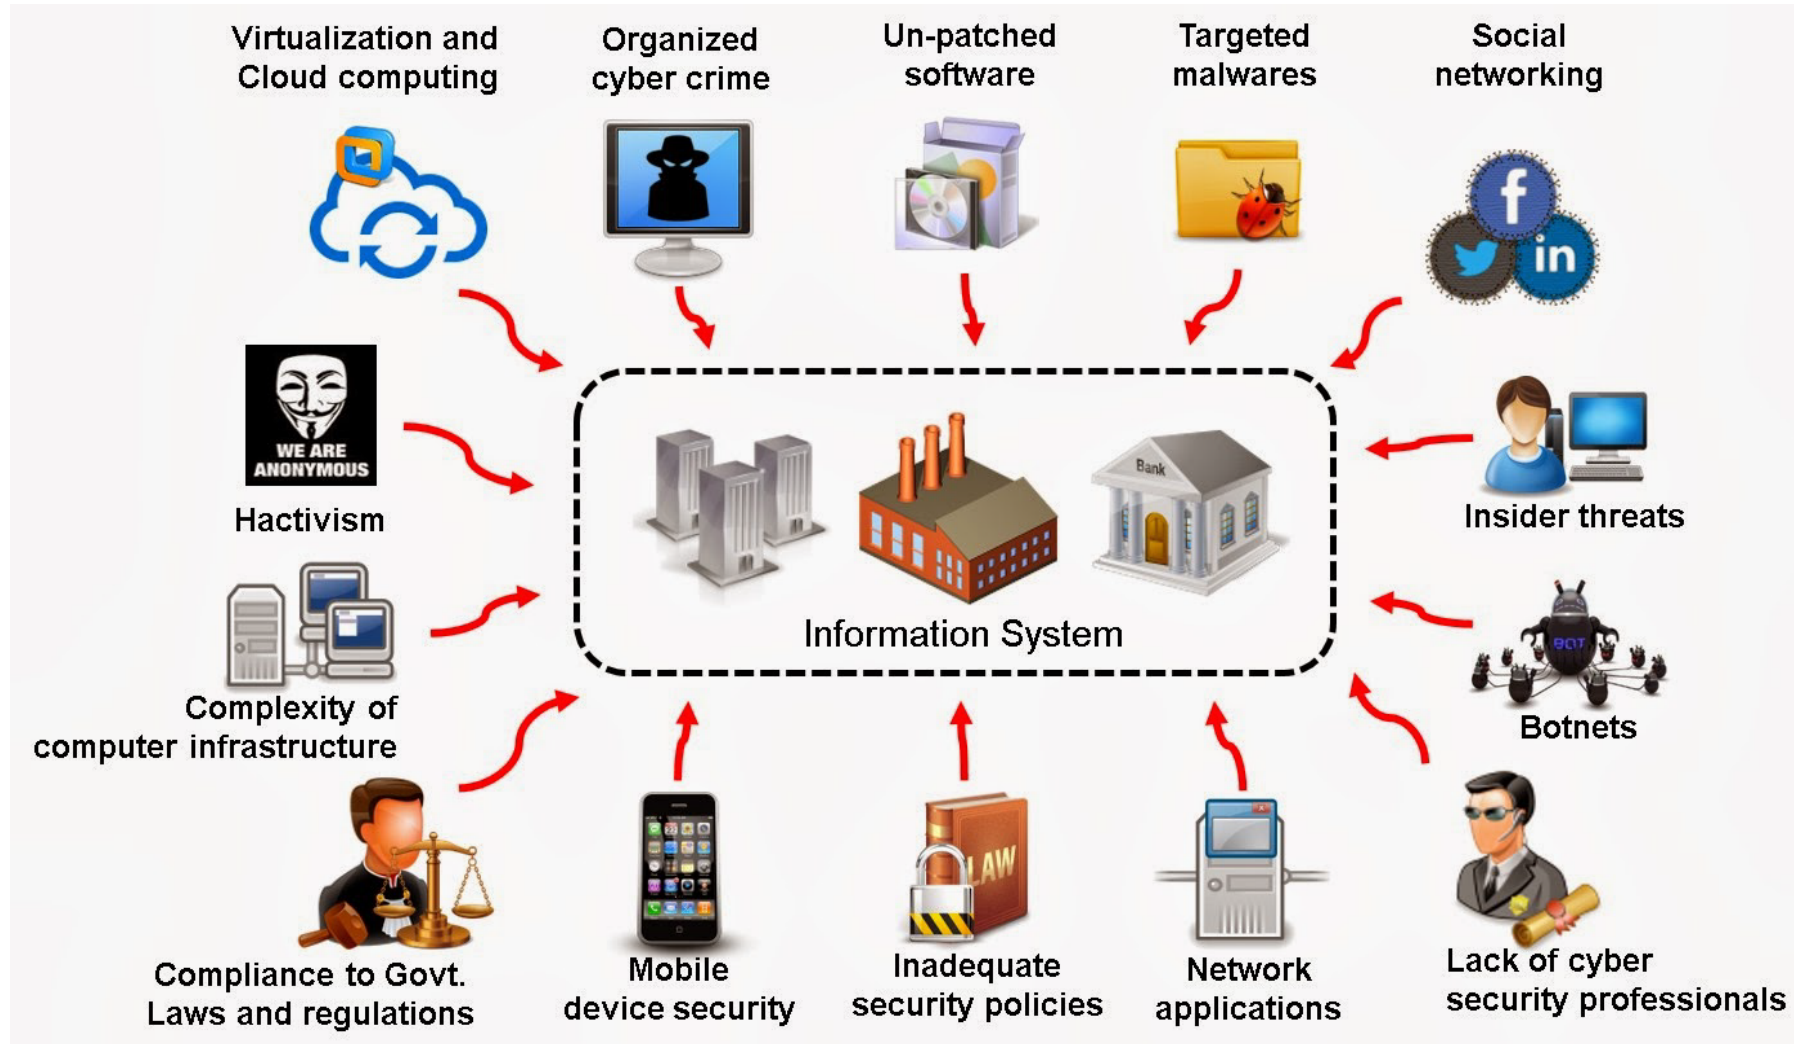 Virtualization and
Cloud computing
Organized
cyber crime
Un-patched
software
Targeted
malwares
Social
networking
f
in
WE ARE
ANONYMOUS
Hactivism
Bank
Information System
Insider threats
Complexity of
computer infrastructure
BOT
Botnets
LAW
Compliance to Govt.
Laws and regulations
Mobile
device security
Inadequate
security policies
Network
applications
Lack of cyber
security professionals